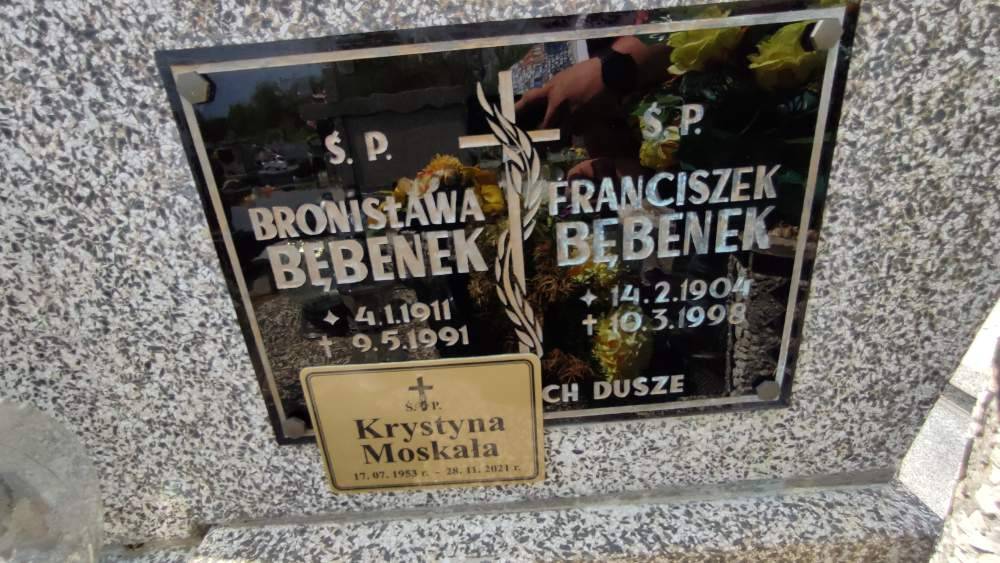 Ś. P.
BRONISŁAWA
BĘBENEK
4.1.1911
9.5.1991
Ś. P.
FRANCISZEK
BĘBENEK
14.2.1904
10.3.1998
CH DUSZE
Ś. P.
Krystyna
Moskała
17. 07. 1953 r. - 28. 11. 2021 r.